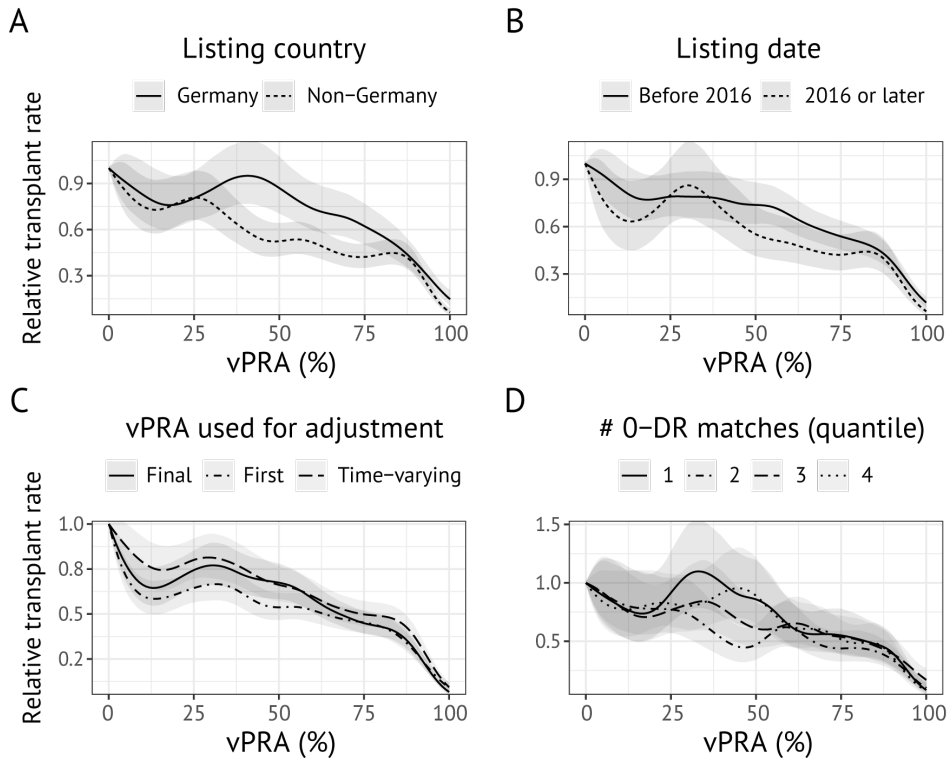 A
Listing country
Germany Non−Germany
Relative transplant rate
0.9
0.6
0.3
0 25 50 75 100
vPRA (%)
B
Listing date
Before 2016 2016 or later
0.9
0.6
0.3
0 25 50 75 100
vPRA (%)
C
vPRA used for adjustment
Final First Time−varying
Relative transplant rate
1.0
0.8
0.5
0.2
0 25 50 75 100
vPRA (%)
D
# 0−DR matches (quantile)
1 2 3 4
1.5
1.0
0.5
0 25 50 75 100
vPRA (%)